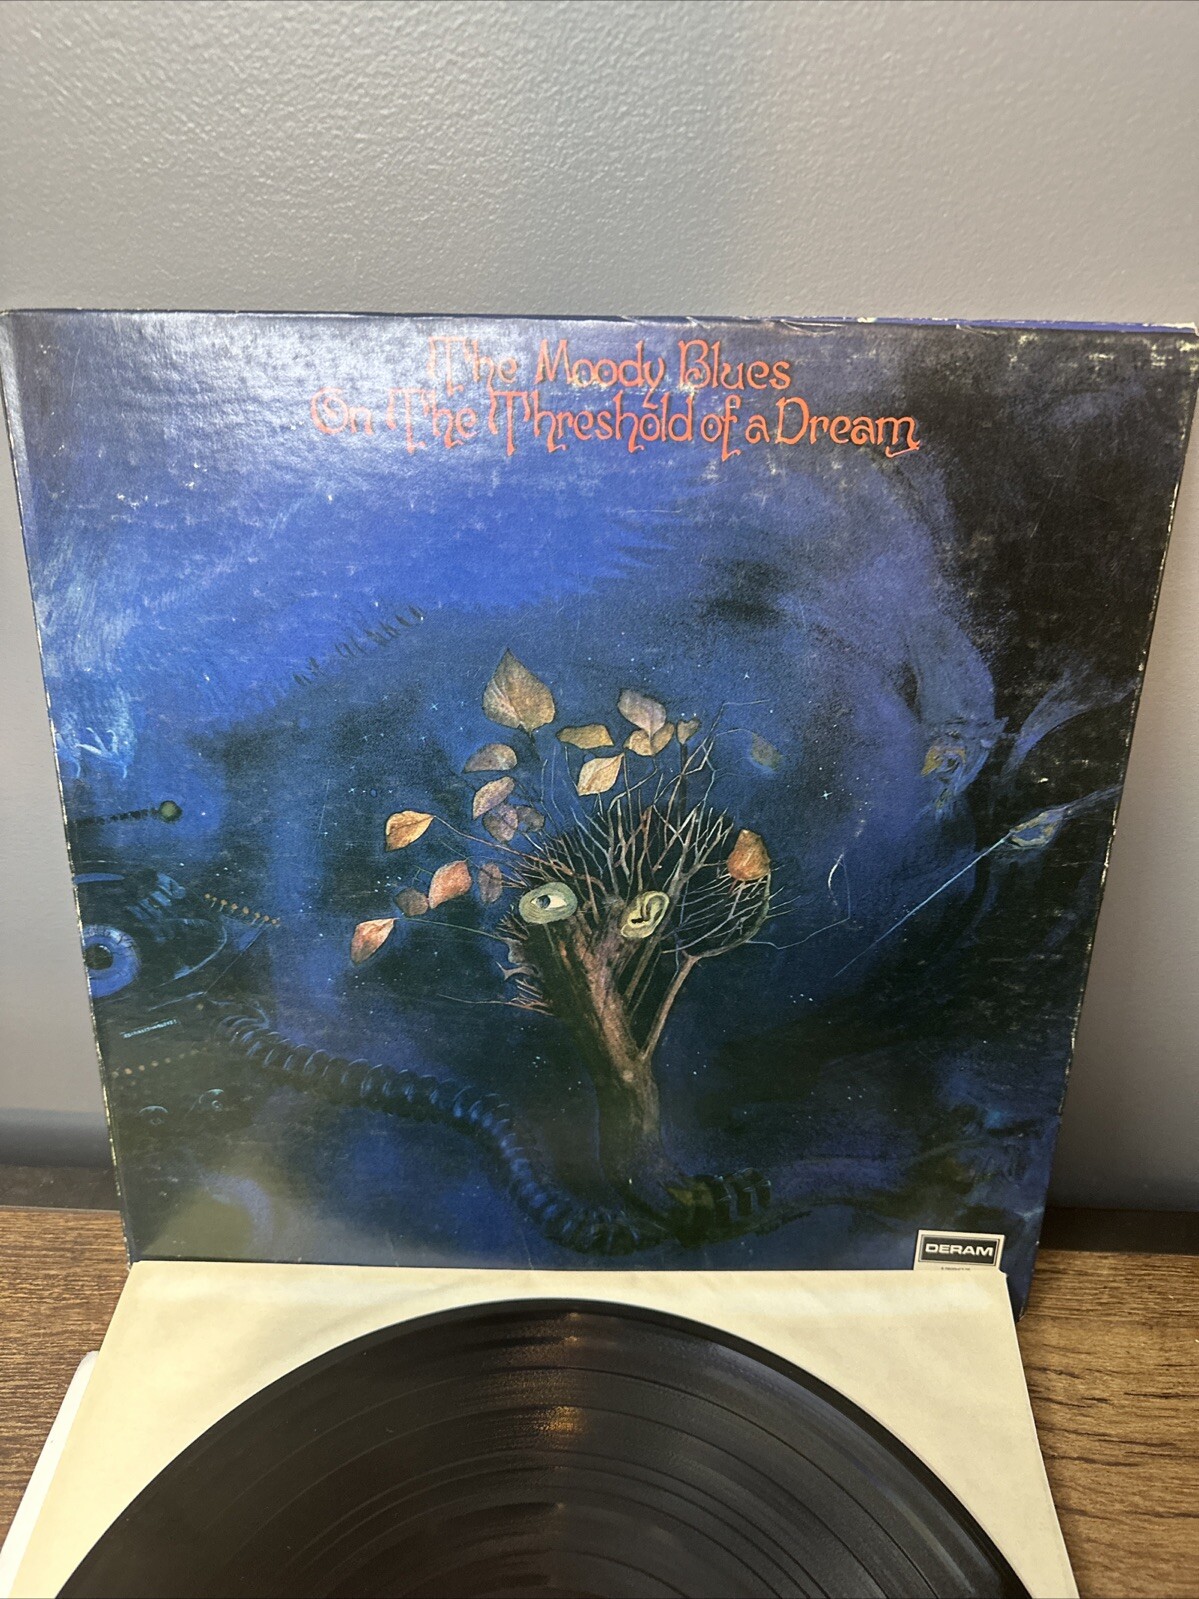 The Moody Blues
On The Threshold of a Dream
DERAM